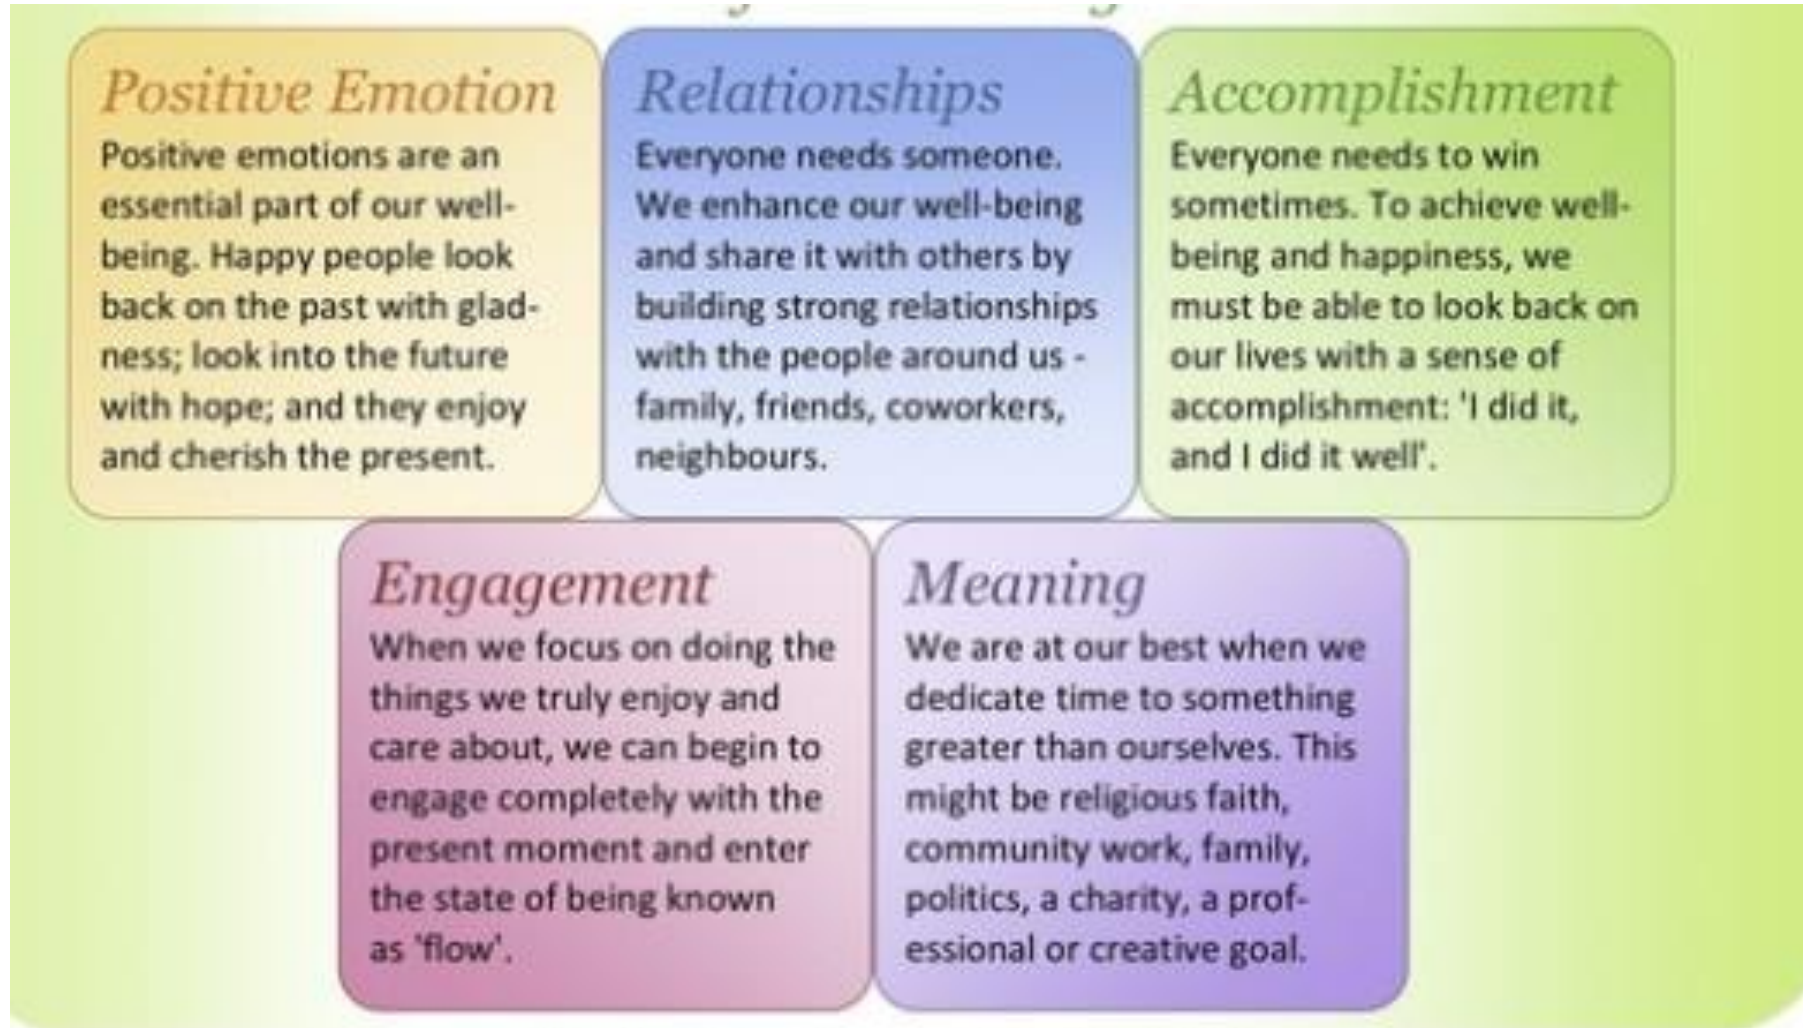 Positive Emotion
Positive emotions are an
essential part of our well-
being. Happy people look
back on the past with glad-
ness; look into the future
with hope; and they enjoy
and cherish the present.
Relationships
Everyone needs someone.
We enhance our well-being
and share it with others by
building strong relationships
with the people around us -
family, friends, coworkers,
neighbours.
Accomplishment
Everyone needs to win
sometimes. To achieve well-
being and happiness, we
must be able to look back on
our lives with a sense of
accomplishment: 'I did it,
and I did it well'.
Engagement
When we focus on doing the
things we truly enjoy and
care about, we can begin to
engage completely with the
present moment and enter
the state of being known
as 'flow'.
Meaning
We are at our best when we
dedicate time to something
greater than ourselves. This
might be religious faith,
community work, family,
politics, a charity, a prof-
essional or creative goal.